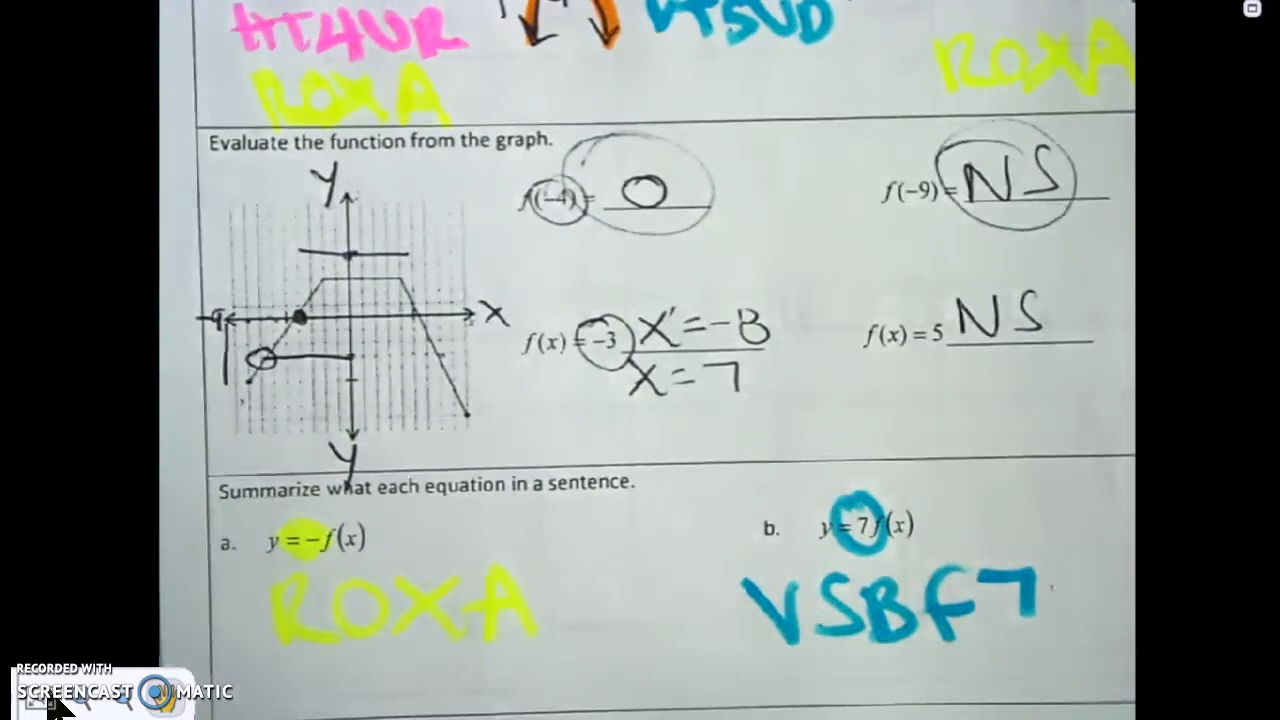 HT4UR
VT5UD
ROXA
ROXA
Evaluate the function from the graph.
y
f(-4) = 0
f(-9) = NS
-9
x
f(x) = -3 x = -8
x = 7
f(x) = 5 NS
y
Summarize what each equation in a sentence.
a. y = -f(x)
b. y = 7f(x)
ROXA
VSBF7
RECORDED WITH
SCREENCAST MATIC